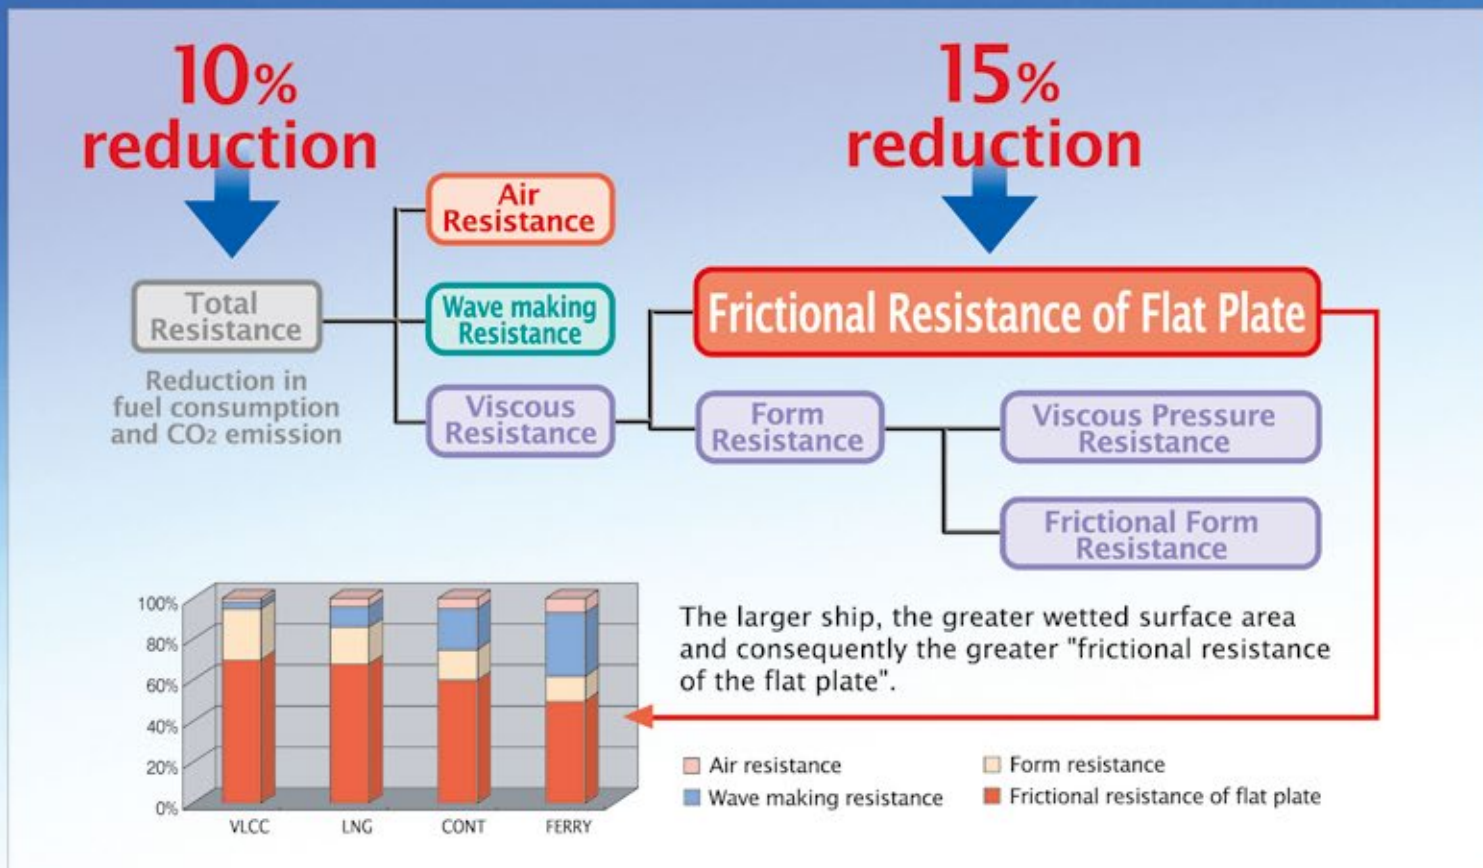 10%
reduction
15%
reduction
Air
Resistance
Total
Resistance
Wave making
Resistance
Frictional Resistance of Flat Plate
Reduction in
fuel consumption
and CO2 emission
Viscous
Resistance
Form
Resistance
Viscous Pressure
Resistance
Frictional Form
Resistance
100%
80%
60%
40%
20%
0%
VLCC
LNG
CONT
FERRY
The larger ship, the greater wetted surface area
and consequently the greater "frictional resistance
of the flat plate".
Air resistance
Form resistance
Wave making resistance
Frictional resistance of flat plate